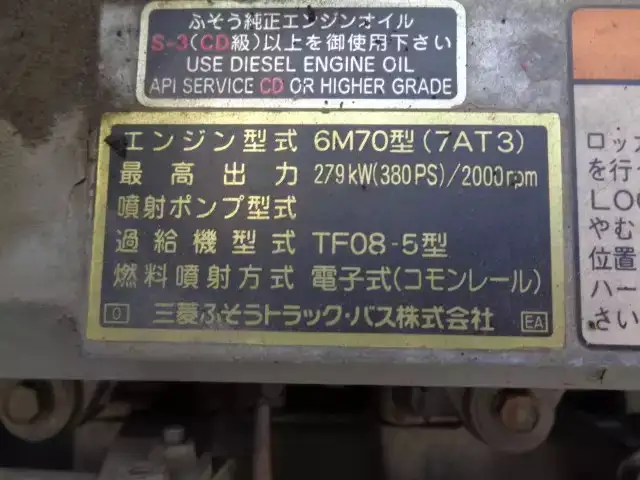 ふそう純正エンジンオイル
S-3(CD級)以上を御使用下さい
USE DIESEL ENGINE OIL
API SERVICE CD OR HIGHER GRADE
エンジン型式 6M70型(7AT3)
最高出力 279kW(380PS)/2000rpm
噴射ポンプ型式
過給機型式 TF08-5型
燃料噴射方式 電子式(コモンレール)
0 三菱ふそうトラック・バス株式会社 EA
ロッカ
を行
LOC
やむ
位置
ハー
さい